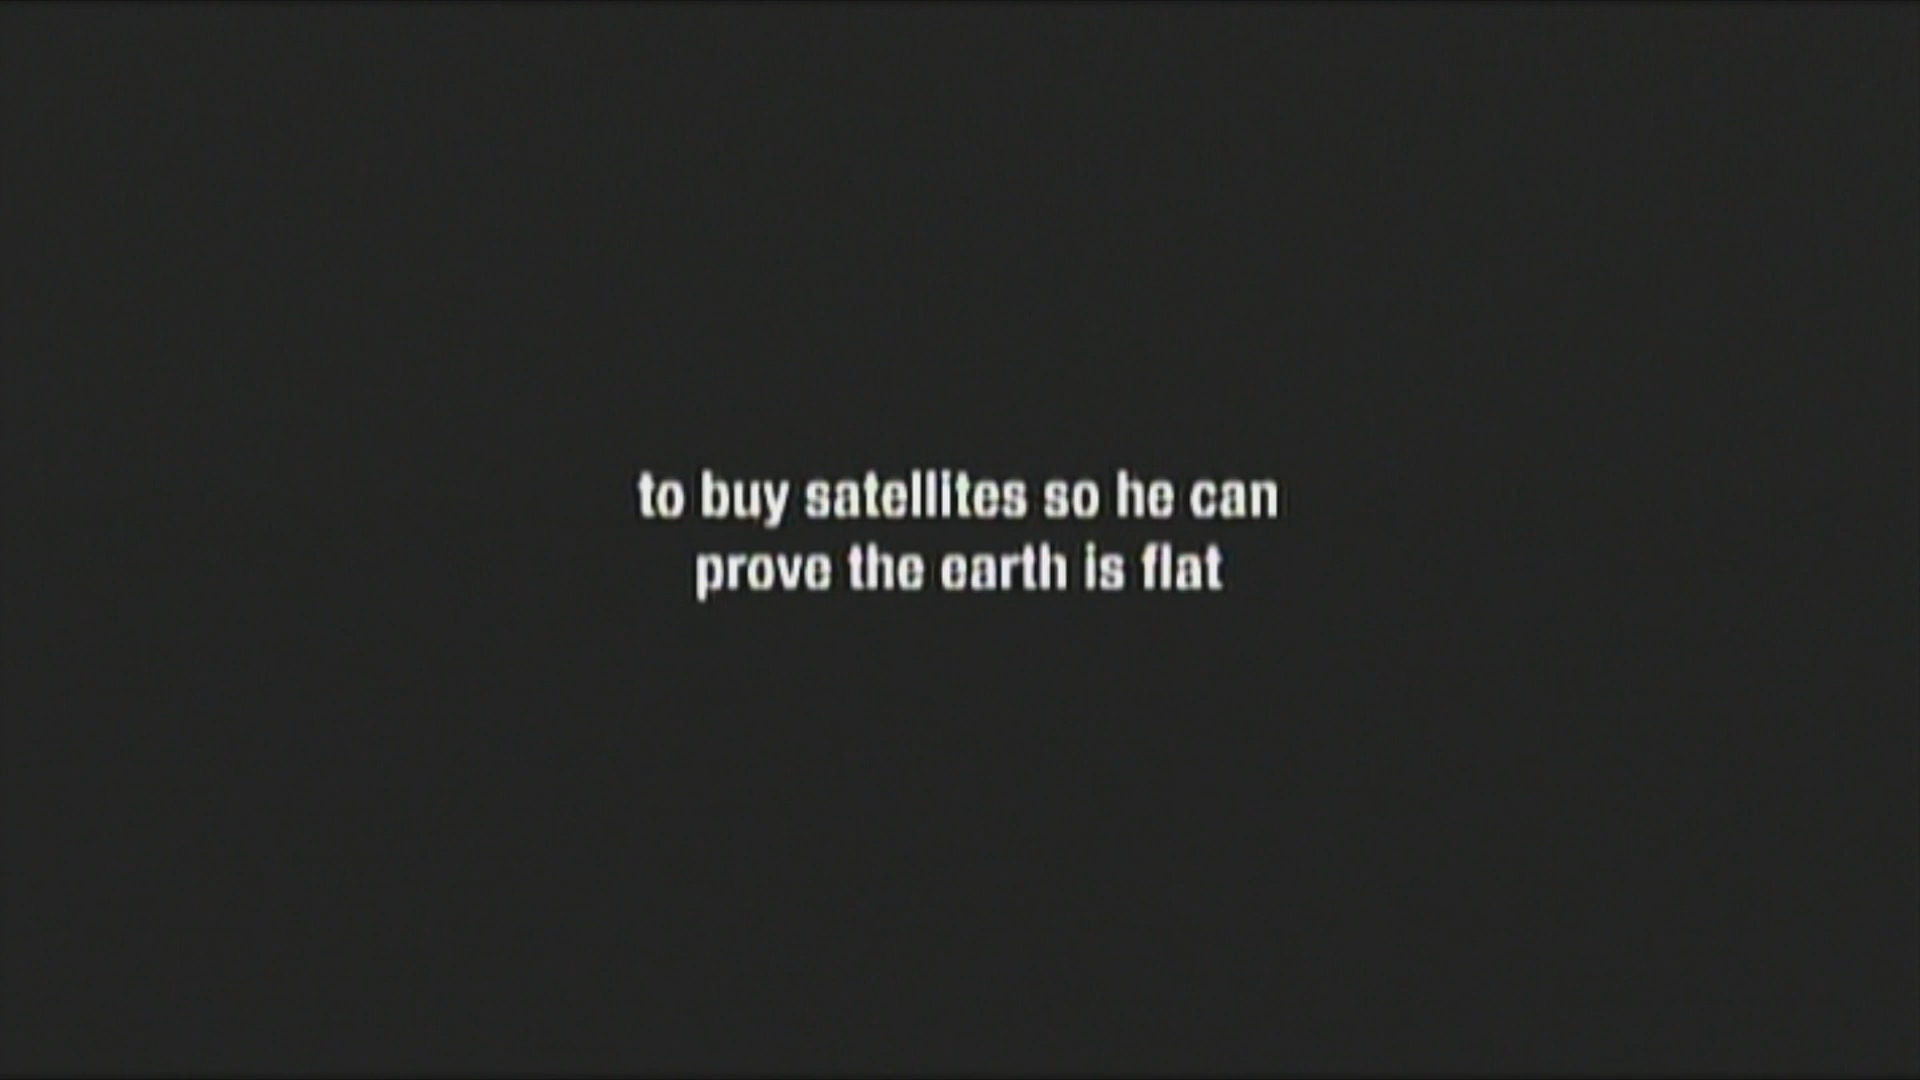 to buy satellites so he can
prove the earth is flat